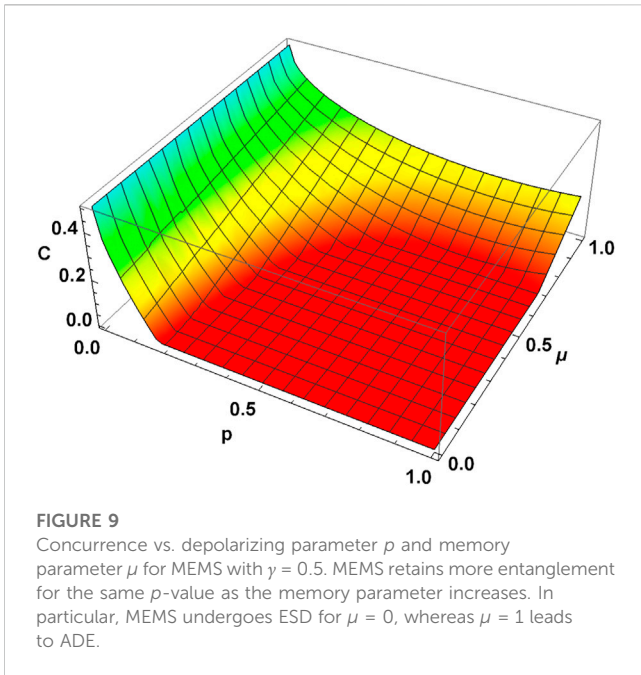 0.4
C
0.2
0.0
0.0
0.5
p
1.0
0.0
0.5
μ
1.0
FIGURE 9
Concurrence vs. depolarizing parameter p and memory
parameter μ for MEMS with γ = 0.5. MEMS retains more entanglement
for the same p-value as the memory parameter increases. In
particular, MEMS undergoes ESD for μ = 0, whereas μ = 1 leads
to ADE.